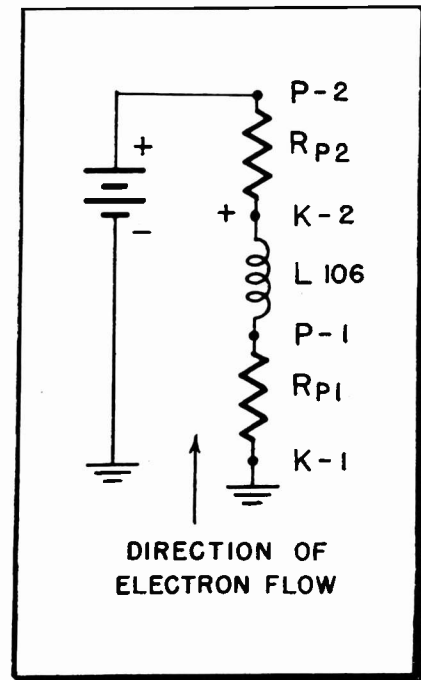 P-2
+
RP2
+
K-2
-
L 106
P-1
RP1
K-1
DIRECTION OF
ELECTRON FLOW